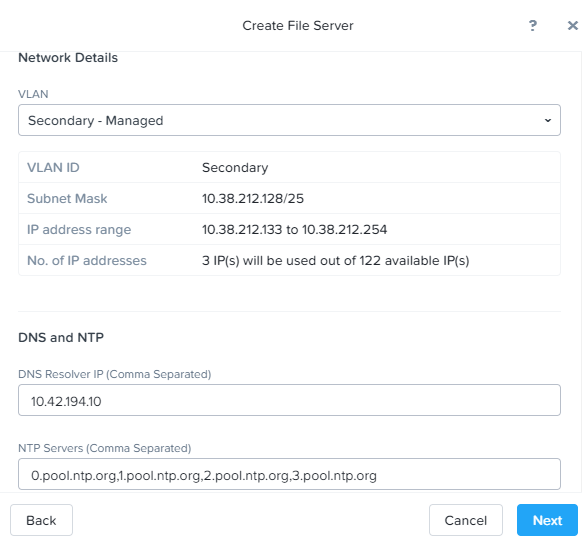 Create File Server
?
×
Network Details
VLAN
Secondary - Managed
VLAN ID Secondary
Subnet Mask 10.38.212.128/25
IP address range 10.38.212.133 to 10.38.212.254
No. of IP addresses 3 IP(s) will be used out of 122 available IP(s)
DNS and NTP
DNS Resolver IP (Comma Separated)
10.42.194.10
NTP Servers (Comma Separated)
0.pool.ntp.org,1.pool.ntp.org,2.pool.ntp.org,3.pool.ntp.org
Back
Cancel
Next